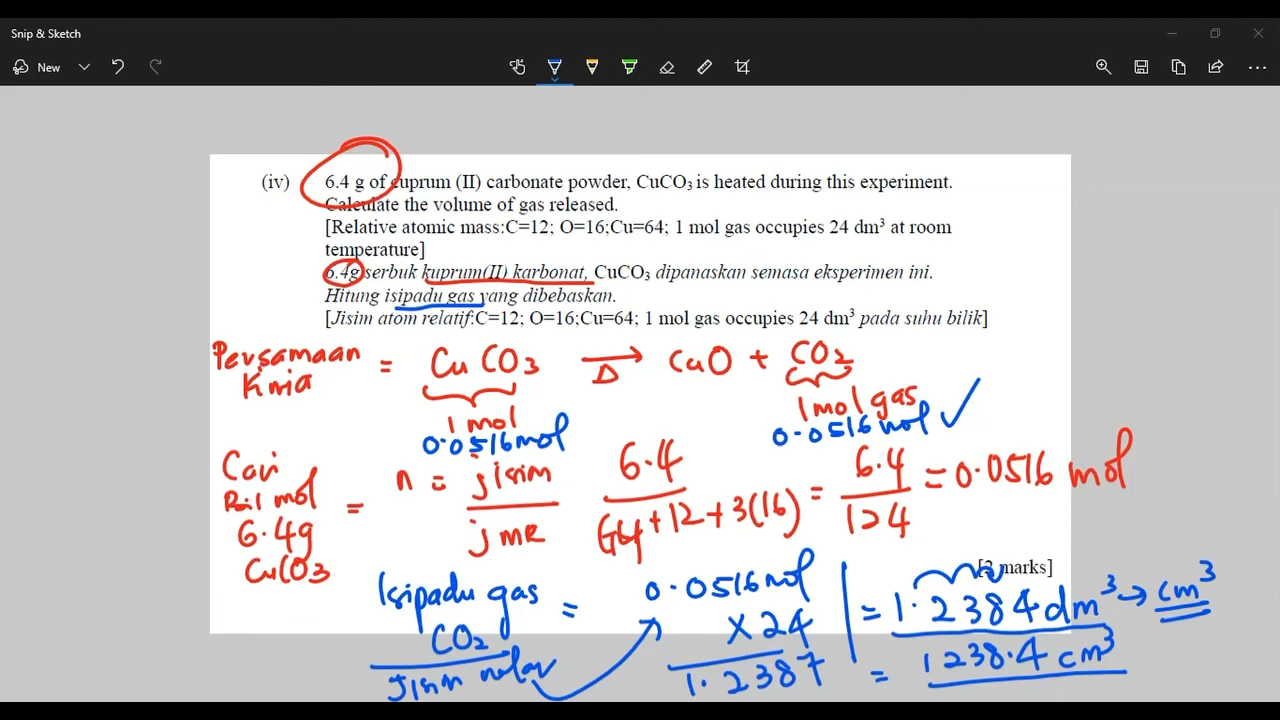 Snip & Sketch
New
(iv) 6.4 g of cuprum (II) carbonate powder, CuCO₃ is heated during this experiment.
Calculate the volume of gas released.
[Relative atomic mass:C=12; O=16;Cu=64; 1 mol gas occupies 24 dm³ at room
temperature]
6.4g serbuk kuprum(II) karbonat, CuCO₃ dipanaskan semasa eksperimen ini.
Hitung isipadu gas yang dibebaskan.
[Jisim atom relatif:C=12; O=16;Cu=64; 1 mol gas occupies 24 dm³ pada suhu bilik]
Persamaan Kimia = CuCO3 → Δ CuO + CO2
1 mol 1 mol gas
0.0516 mol 0.0516 mol ✓
Cari Bil mol 6.4g CuCO3 = n = jisim / jmr 6.4 / 64 + 12 + 3(16) = 6.4 / 124 = 0.0516 mol
[2 marks]
Isipadu gas CO2 / jisim molar = 0.0516 mol × 24 / 1.2387 = 1.2384 dm³ → cm³
= 1238.4 cm³